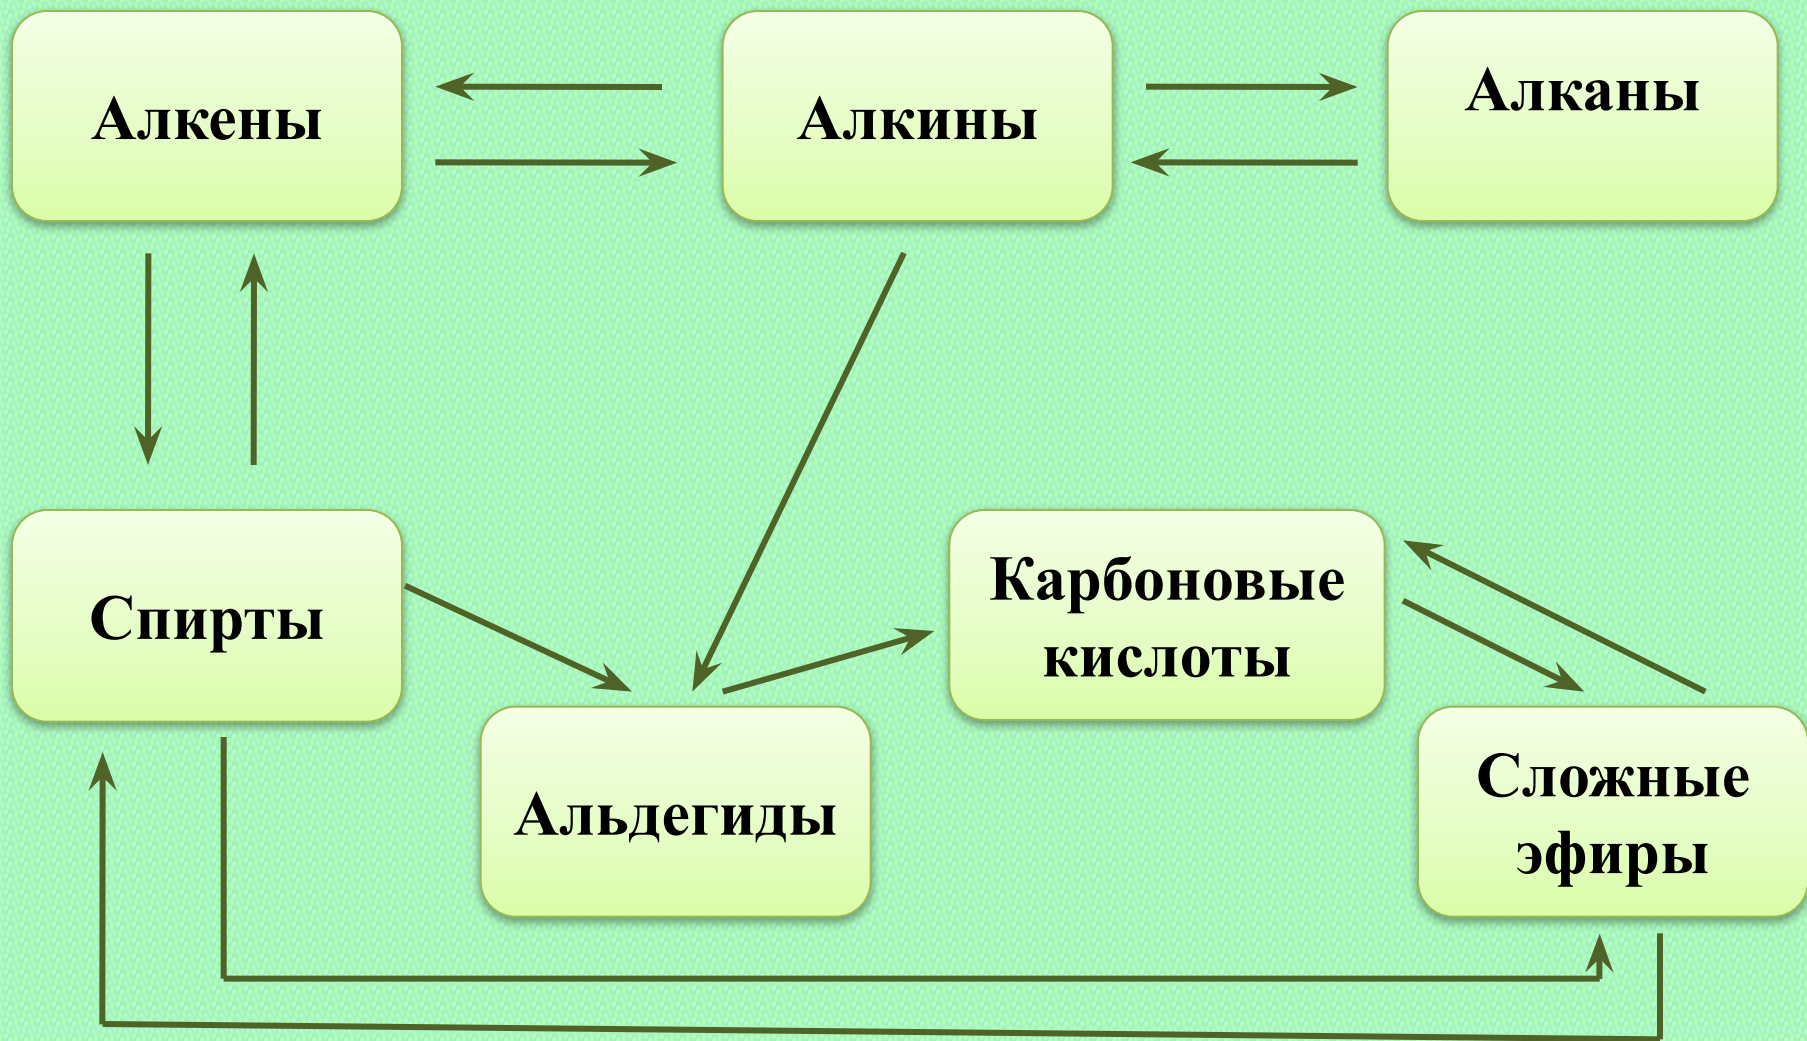 Алкены
Алкины
Алканы
Спирты
Карбоновые
кислоты
Альдегиды
Сложные
эфиры